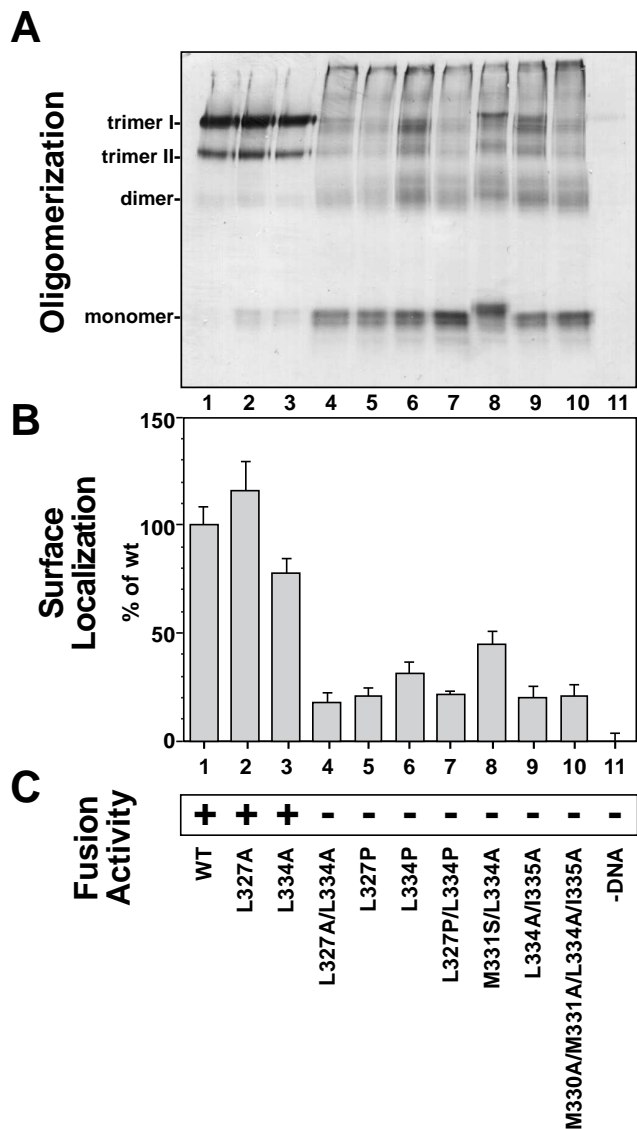 A
Oligomerization
trimer I-
trimer II-
dimer-
monomer-
1 2 3 4 5 6 7 8 9 10 11
B
Surface
Localization
% of wt
150
100
50
0
1 2 3 4 5 6 7 8 9 10 11
C
Fusion
Activity
+ + + - - - - - - - -
WT
L327A
L334A
L327A/L334A
L327P
L334P
L327P/L334P
M331S/L334A
L334A/I335A
M330A/M331A/L334A/I335A
-DNA